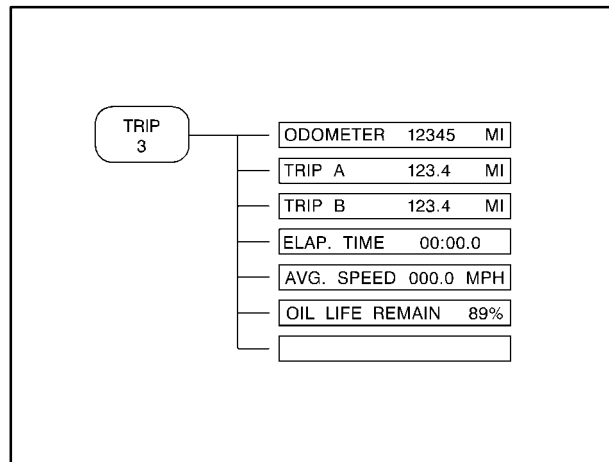 TRIP
3
ODOMETER 12345 MI
TRIP A 123.4 MI
TRIP B 123.4 MI
ELAP. TIME 00:00.0
AVG. SPEED 000.0 MPH
OIL LIFE REMAIN 89%